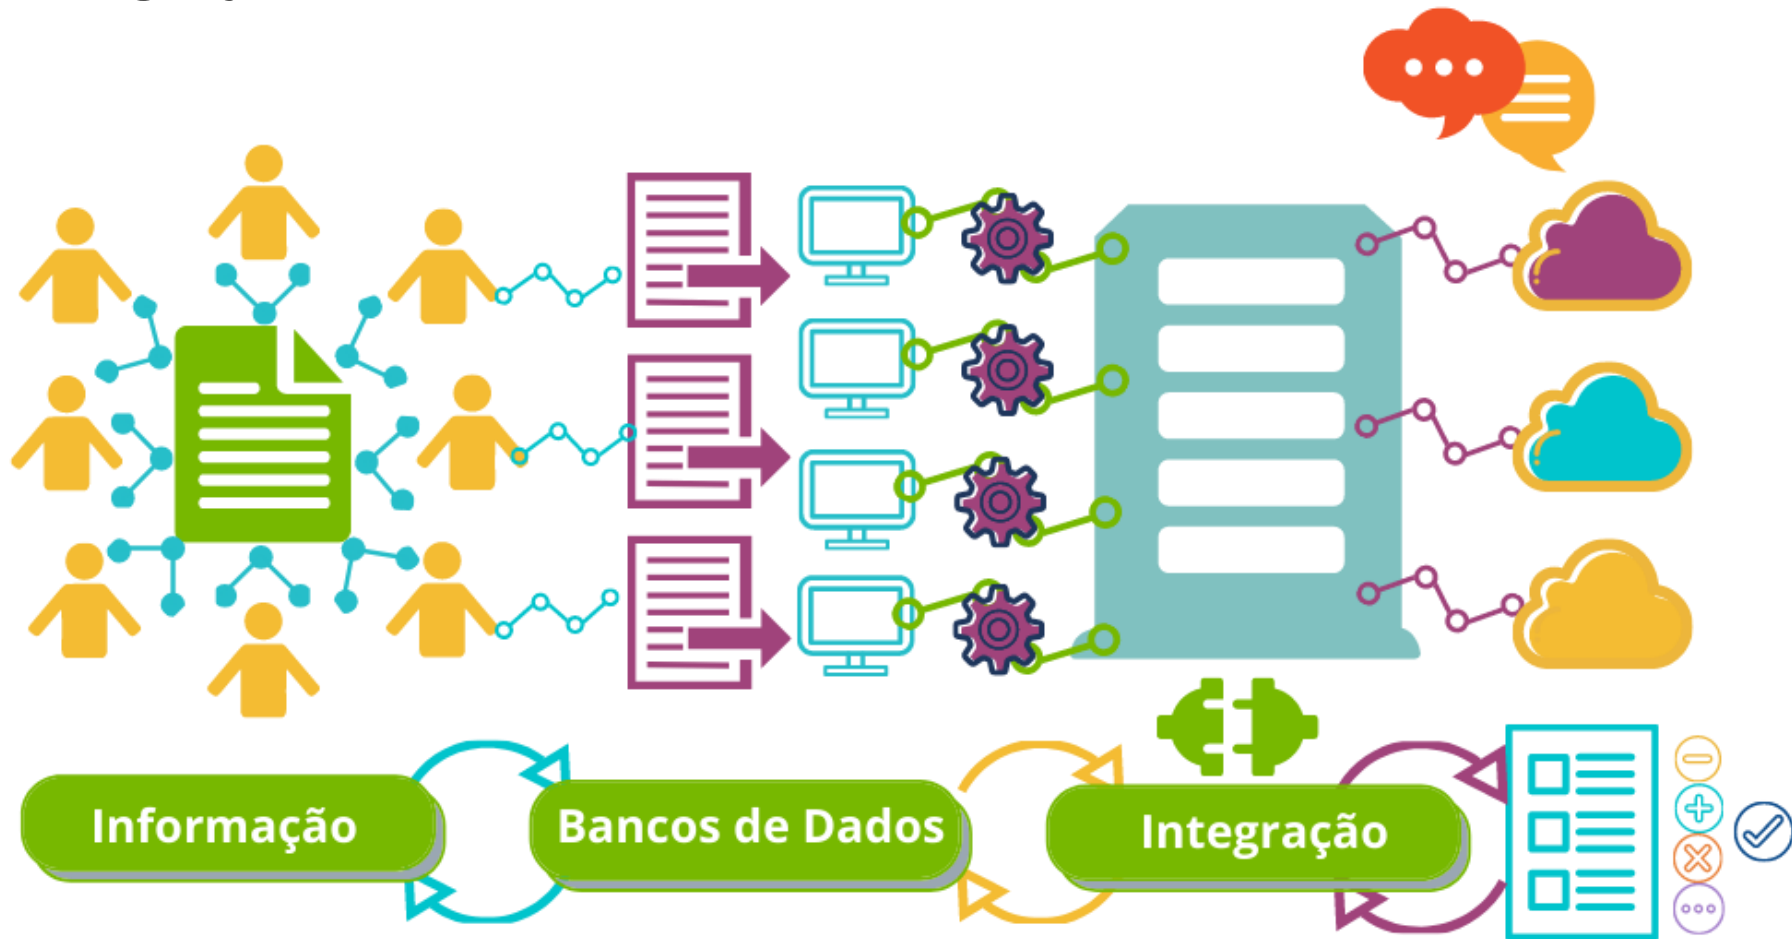 Informação
Bancos de Dados
Integração